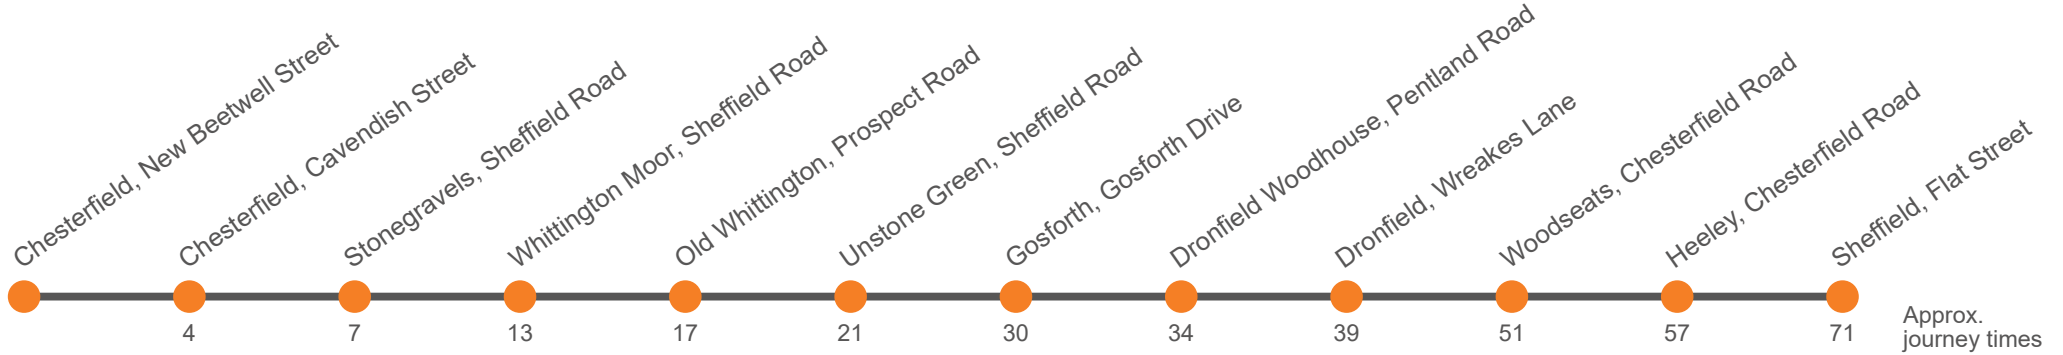 Chesterfield, New Beetwell Street
Chesterfield, Cavendish Street
Stonegravels, Sheffield Road
Whittington Moor, Sheffield Road
Old Whittington, Prospect Road
Unstone Green, Sheffield Road
Gosforth, Gosforth Drive
Dronfield Woodhouse, Pentland Road
Dronfield, Wreakes Lane
Woodseats, Chesterfield Road
Heeley, Chesterfield Road
Sheffield, Flat Street
4 7 13 17 21 30 34 39 51 57 71
Approx.
journey times